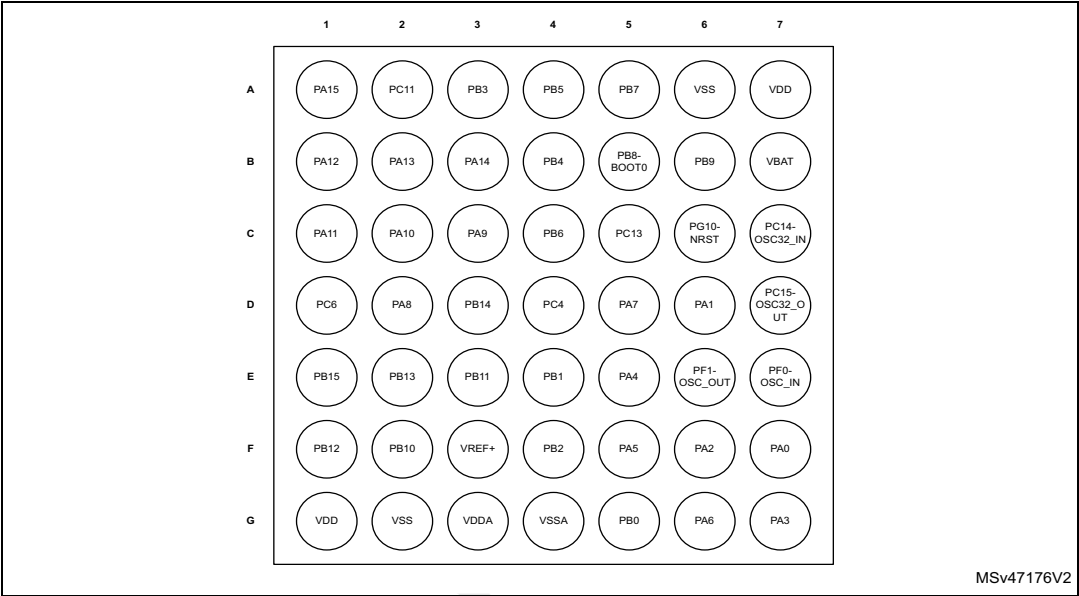 1 2 3 4 5 6 7
A PA15 PC11 PB3 PB5 PB7 VSS VDD
B PA12 PA13 PA14 PB4 PB8-
BOOT0 PB9 VBAT
C PA11 PA10 PA9 PB6 PC13 PG10-
NRST PC14-
OSC32_IN
D PC6 PA8 PB14 PC4 PA7 PA1 PC15-
OSC32_O
UT
E PB15 PB13 PB11 PB1 PA4 PF1-
OSC_OUT PF0-
OSC_IN
F PB12 PB10 VREF+ PB2 PA5 PA2 PA0
G VDD VSS VDDA VSSA PB0 PA6 PA3
MSv47176V2